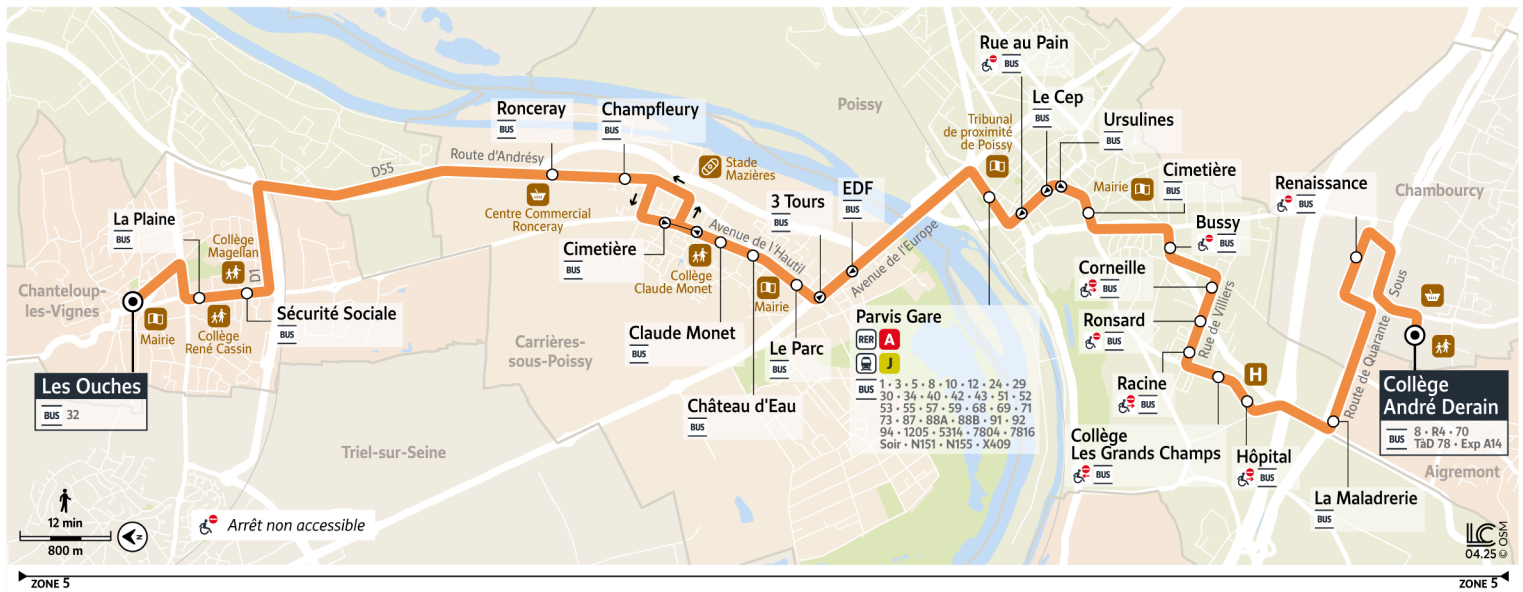 Rue au Pain
BUS
Poissy
Le Cep
BUS
Tribunal
de proximité
de Poissy
Ursulines
BUS
Ronceray
BUS
Champfleury
BUS
Route d'Andrésy
D55
Stade
Mazières
Cimetière
BUS
Mairie
Renaissance
BUS
Chambourcy
La Plaine
BUS
Collège
Magellan
D1
Centre Commercial
Ronceray
3 Tours
BUS
EDF
BUS
Bussy
BUS
Cimetière
BUS
Avenue de l'Hautil
Avenue de l'Europe
Collège
Claude Monet
Mairie
Corneille
BUS
Rue de Villiers
Sous
Chanteloup-
les-Vignes
Mairie
Collège
René Cassin
Sécurité Sociale
BUS
Claude Monet
BUS
Le Parc
BUS
Carrières-
sous-Poissy
Parvis Gare
RER A
J
BUS
1 • 3 • 5 • 8 • 10 • 12 • 24 • 29
30 • 34 • 40 • 42 • 43 • 51 • 52
53 • 55 • 57 • 59 • 68 • 69 • 71
73 • 87 • 88A • 88B • 91 • 92
94 • 1205 • 5314 • 7804 • 7816
Soir • N151 • N155 • X409
Ronsard
BUS
Route de Quarante
Racine
BUS
H
Les Ouches
BUS 32
Château d'Eau
BUS
Collège
André Derain
BUS
8 • R4 • 70
TàD 78 • Exp A14
Collège
Les Grands Champs
BUS
Hôpital
BUS
Triel-sur-Seine
Aigremont
La Maladrerie
BUS
12 min
800 m
N
Arrêt non accessible
LC
04.25 © OSM
ZONE 5
ZONE 5